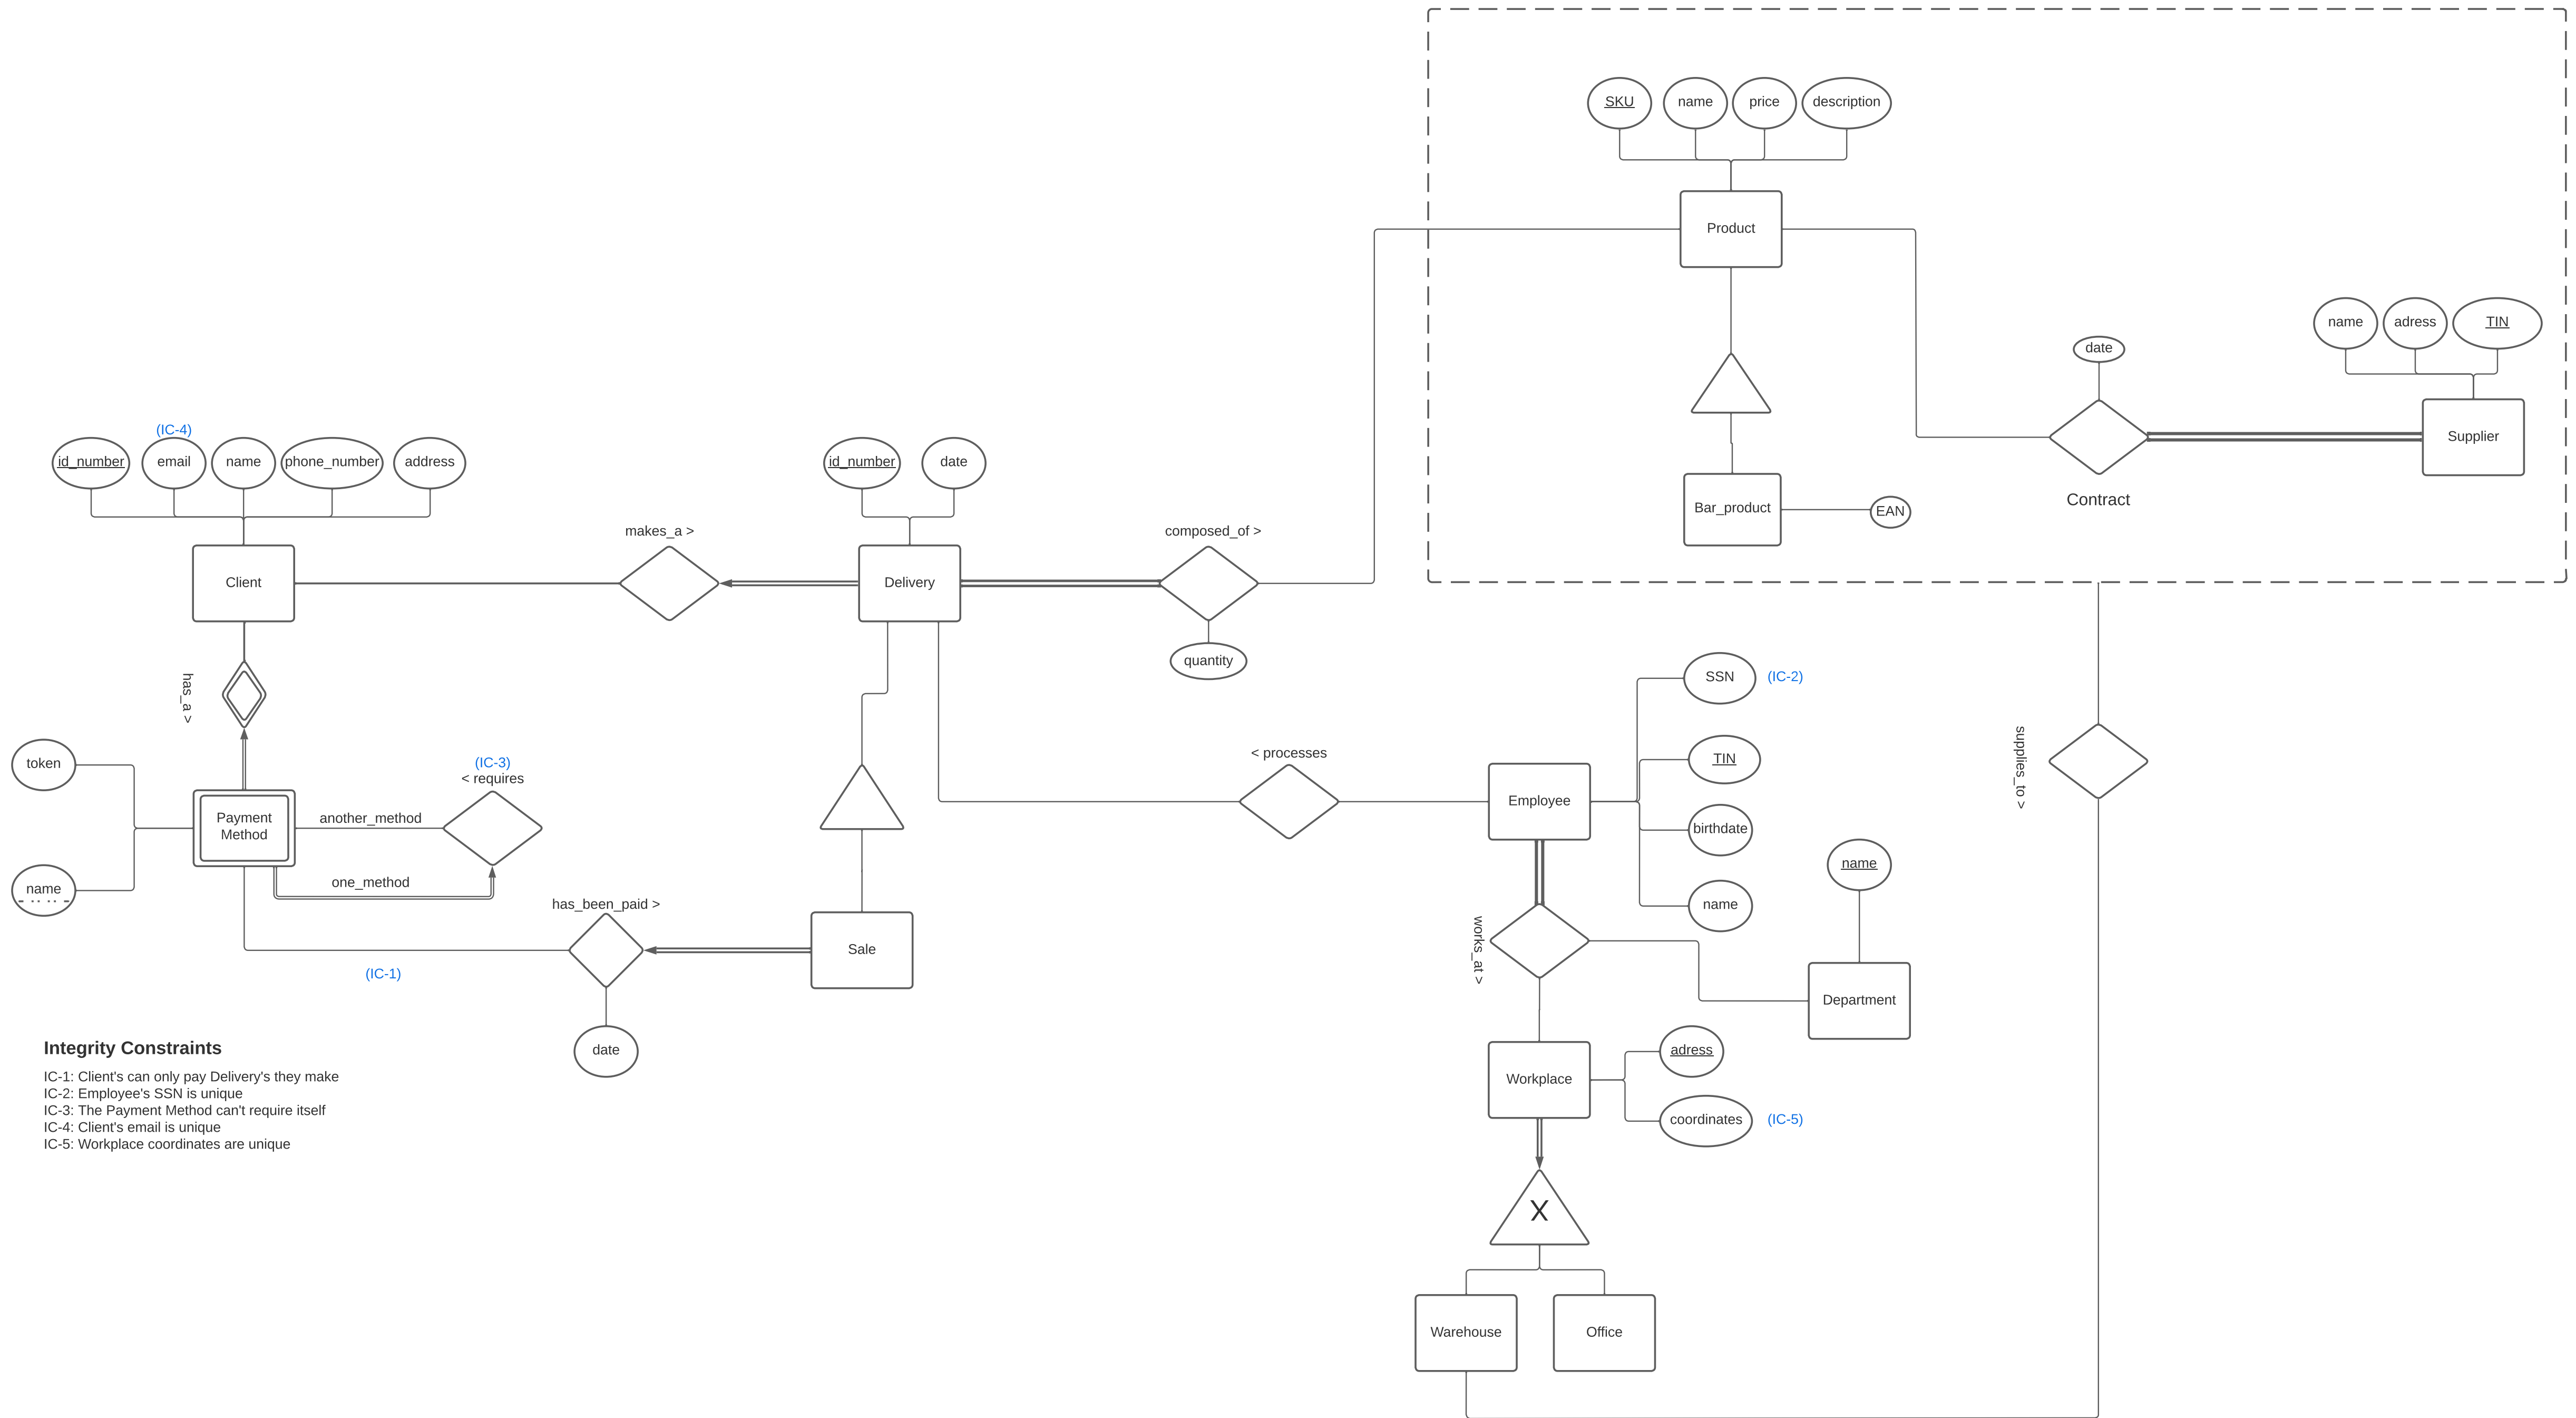 SKU
name
price
description
Product
name
adress
TIN
date
Supplier
Contract
Bar_product
EAN
(IC-4)
id_number
email
name
phone_number
address
id_number
date
makes_a >
composed_of >
Client
Delivery
quantity
has_a >
SSN
(IC-2)
TIN
birthdate
name
< processes
Employee
supplies_to >
token
(IC-3)
< requires
Payment
Method
another_method
one_method
name
has_been_paid >
Sale
(IC-1)
date
works_at >
name
Department
Workplace
adress
coordinates
(IC-5)
X
Warehouse
Office
Integrity Constraints
IC-1: Client's can only pay Delivery's they make
IC-2: Employee's SSN is unique
IC-3: The Payment Method can't require itself
IC-4: Client's email is unique
IC-5: Workplace coordinates are unique